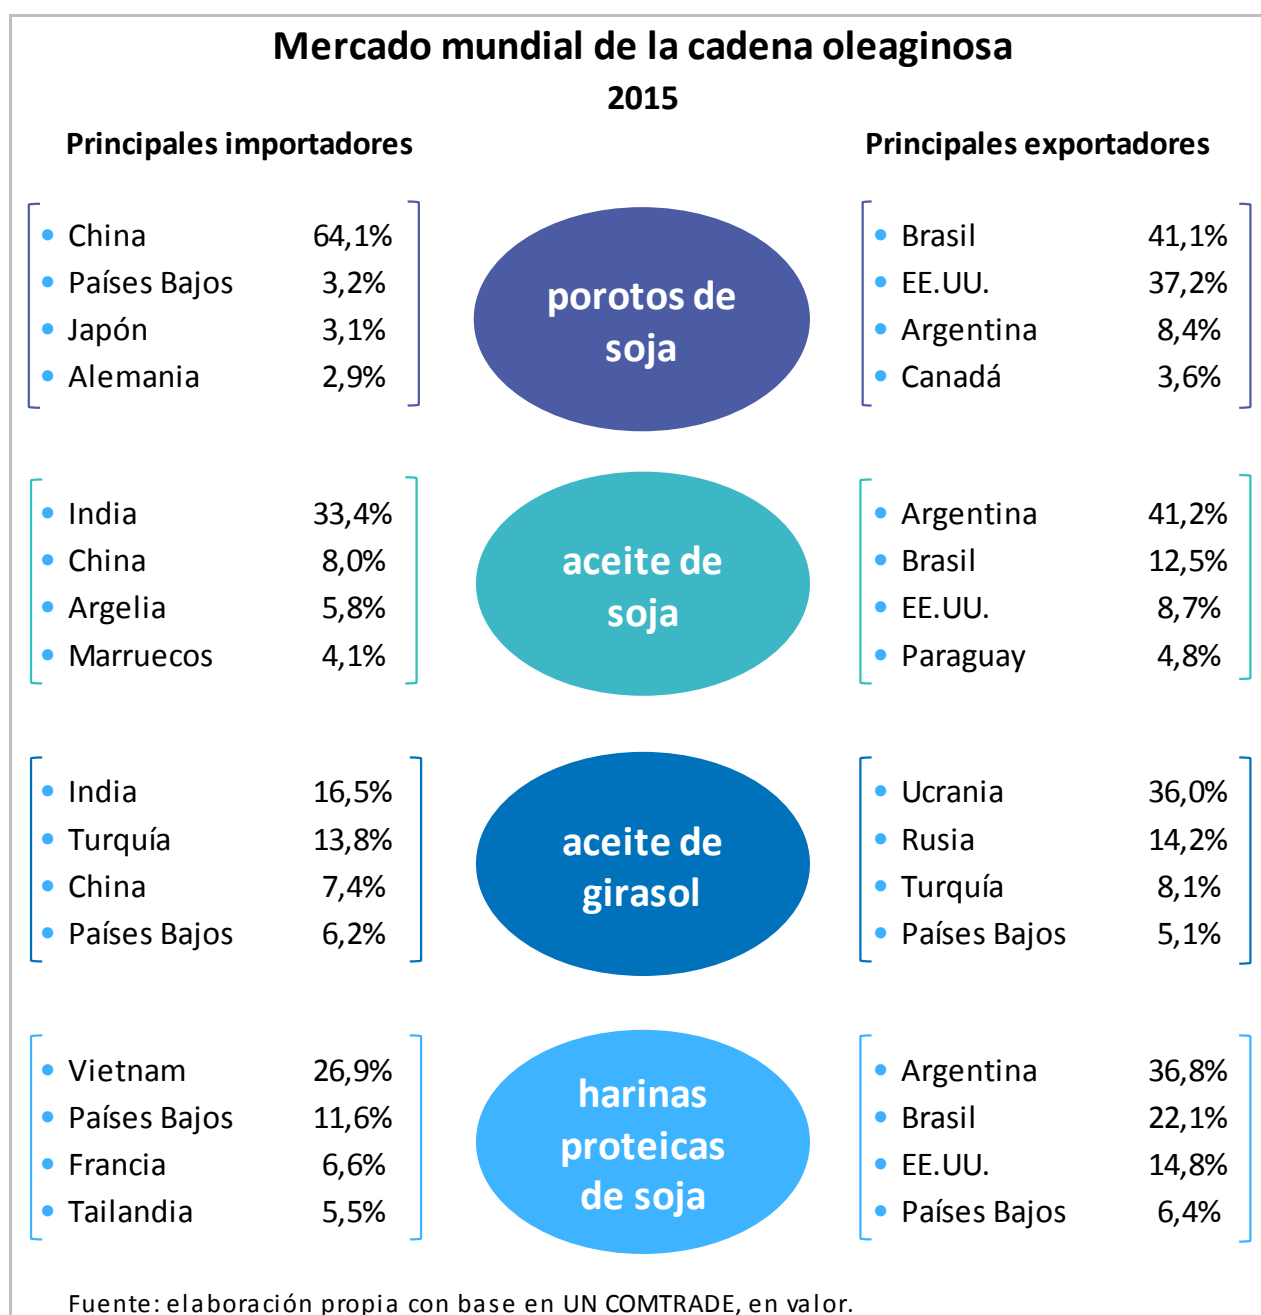 Mercado mundial de la cadena oleaginosa
2015
Principales importadores
Principales exportadores
China 64,1%
Países Bajos 3,2%
Japón 3,1%
Alemania 2,9%
porotos de
soja
Brasil 41,1%
EE.UU. 37,2%
Argentina 8,4%
Canadá 3,6%
India 33,4%
China 8,0%
Argelia 5,8%
Marruecos 4,1%
aceite de
soja
Argentina 41,2%
Brasil 12,5%
EE.UU. 8,7%
Paraguay 4,8%
India 16,5%
Turquía 13,8%
China 7,4%
Países Bajos 6,2%
aceite de
girasol
Ucrania 36,0%
Rusia 14,2%
Turquía 8,1%
Países Bajos 5,1%
Vietnam 26,9%
Países Bajos 11,6%
Francia 6,6%
Tailandia 5,5%
harinas
proteicas
de soja
Argentina 36,8%
Brasil 22,1%
EE.UU. 14,8%
Países Bajos 6,4%
Fuente: elaboración propia con base en UN COMTRADE, en valor.